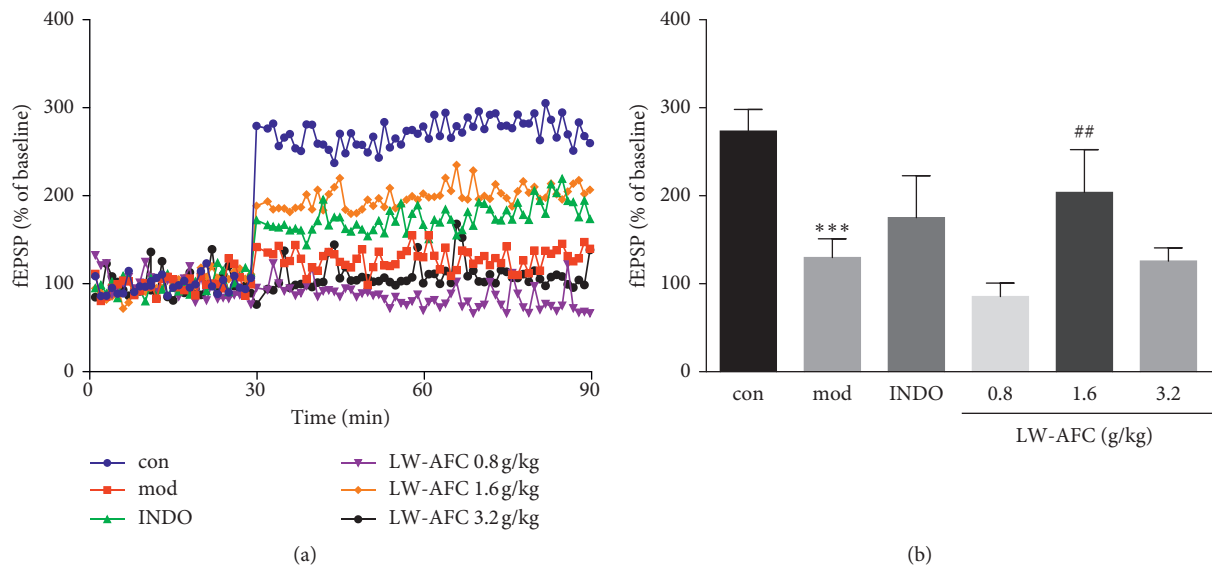 400
300
200
100
0
fEPSP (% of baseline)
0
30
60
90
Time (min)
con
mod
INDO
LW-AFC 0.8 g/kg
LW-AFC 1.6 g/kg
LW-AFC 3.2 g/kg
(a)
400
300
200
100
0
fEPSP (% of baseline)
***
##
con
mod
INDO
0.8
1.6
3.2
LW-AFC (g/kg)
(b)